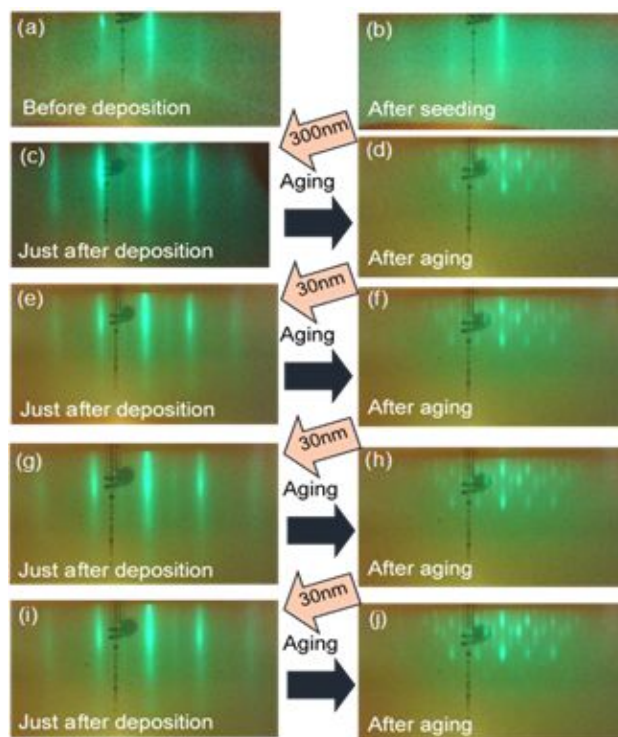 (a)
Before deposition
(b)
After seeding
300nm
(c)
Just after deposition
Aging
(d)
After aging
30nm
(e)
Just after deposition
Aging
(f)
After aging
30nm
(g)
Just after deposition
Aging
(h)
After aging
30nm
(i)
Just after deposition
Aging
(j)
After aging